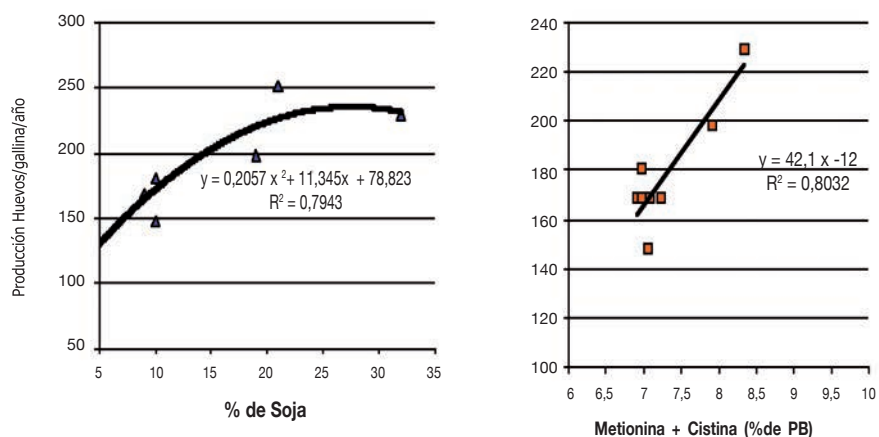 300
250
200
150
100
50
Producción Huevos/gallina/año
y = 0,2057 x ²+ 11,345x + 78,823
R² = 0,7943
5 10 15 20 25 30 35
% de Soja
240
220
200
180
160
140
120
100
y = 42,1 x -12
R² = 0,8032
6 6,5 7 7,5 8 8,5 9 9,5 10
Metionina + Cistina (%de PB)